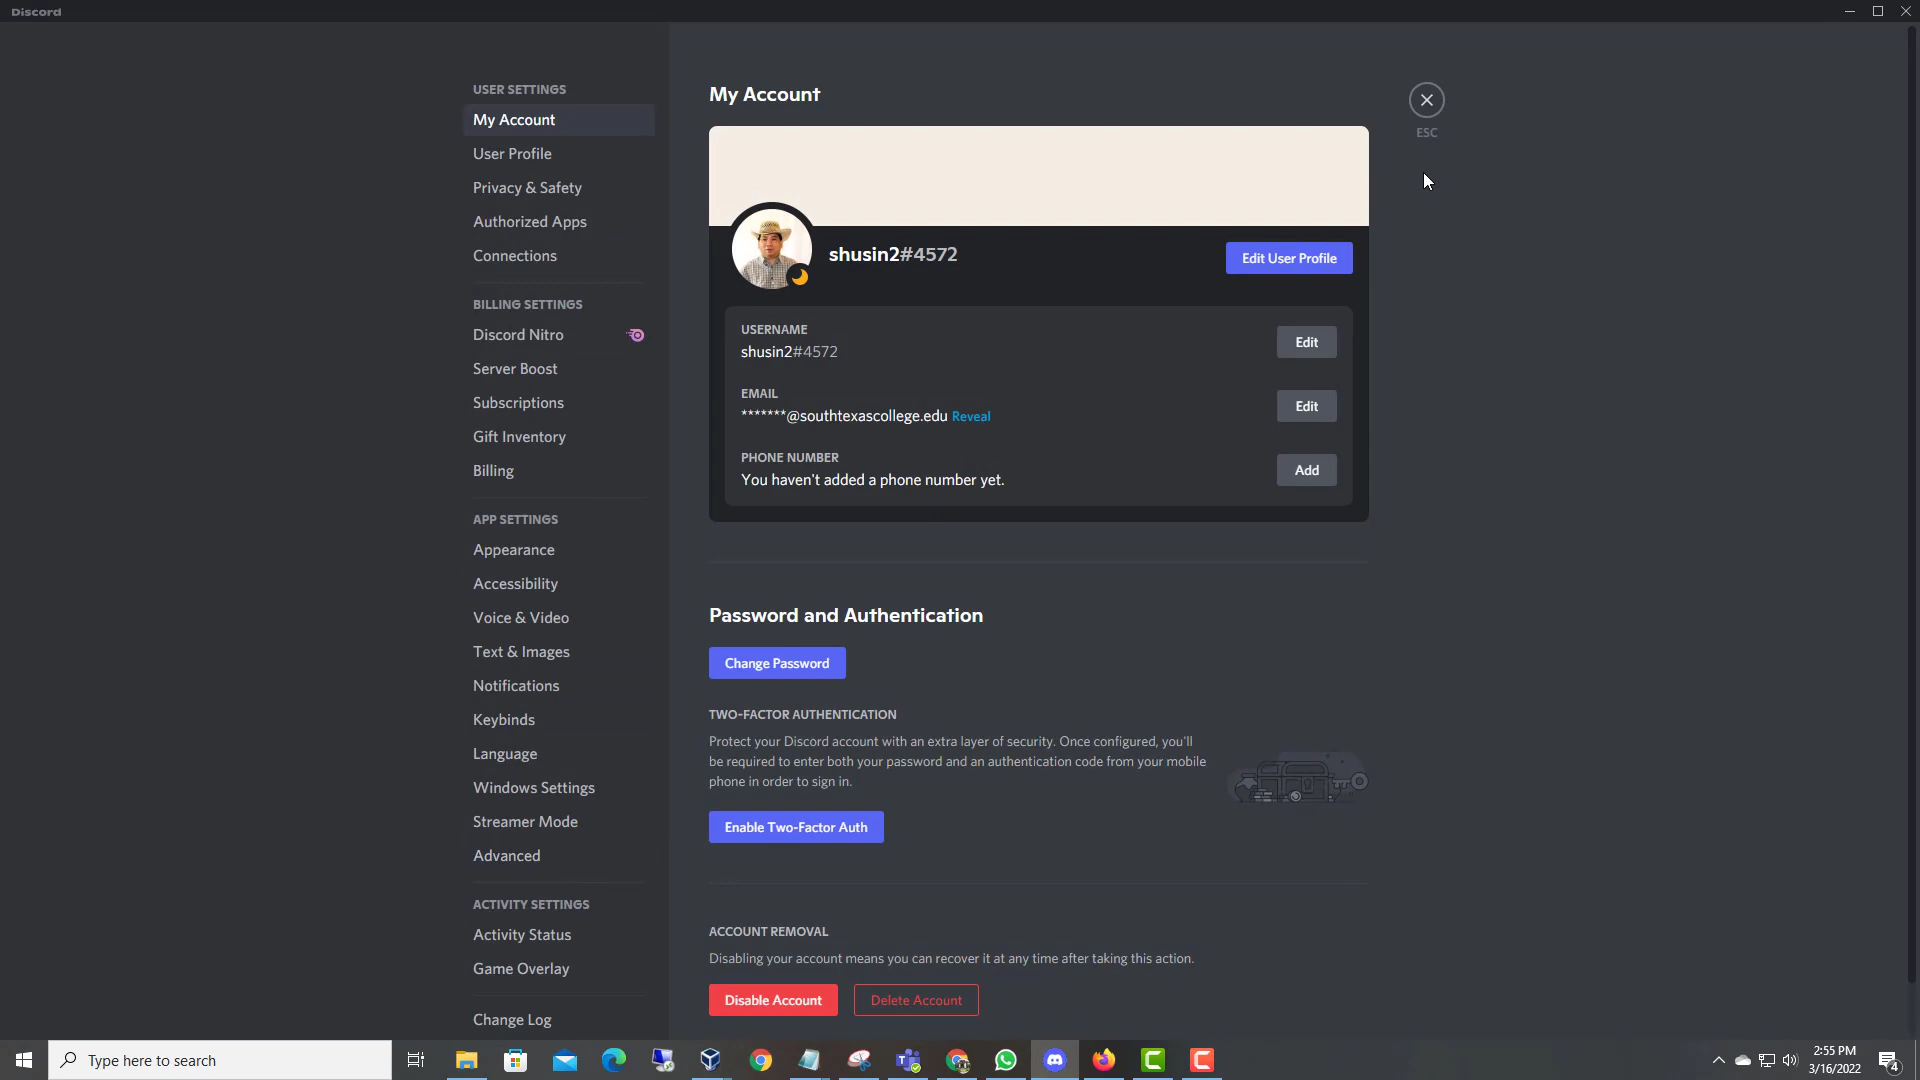 Discord
USER SETTINGS
My Account
User Profile
Privacy & Safety
Authorized Apps
Connections
BILLING SETTINGS
Discord Nitro
Server Boost
Subscriptions
Gift Inventory
Billing
APP SETTINGS
Appearance
Accessibility
Voice & Video
Text & Images
Notifications
Keybinds
Language
Windows Settings
Streamer Mode
Advanced
ACTIVITY SETTINGS
Activity Status
Game Overlay
Change Log
My Account
ESC
shusin2#4572
Edit User Profile
USERNAME
shusin2#4572
Edit
EMAIL
*******@southtexascollege.edu Reveal
Edit
PHONE NUMBER
You haven't added a phone number yet.
Add
Password and Authentication
Change Password
TWO-FACTOR AUTHENTICATION
Protect your Discord account with an extra layer of security. Once configured, you'll
be required to enter both your password and an authentication code from your mobile
phone in order to sign in.
Enable Two-Factor Auth
ACCOUNT REMOVAL
Disabling your account means you can recover it at any time after taking this action.
Disable Account
Delete Account
Type here to search
2:55 PM
3/16/2022
4